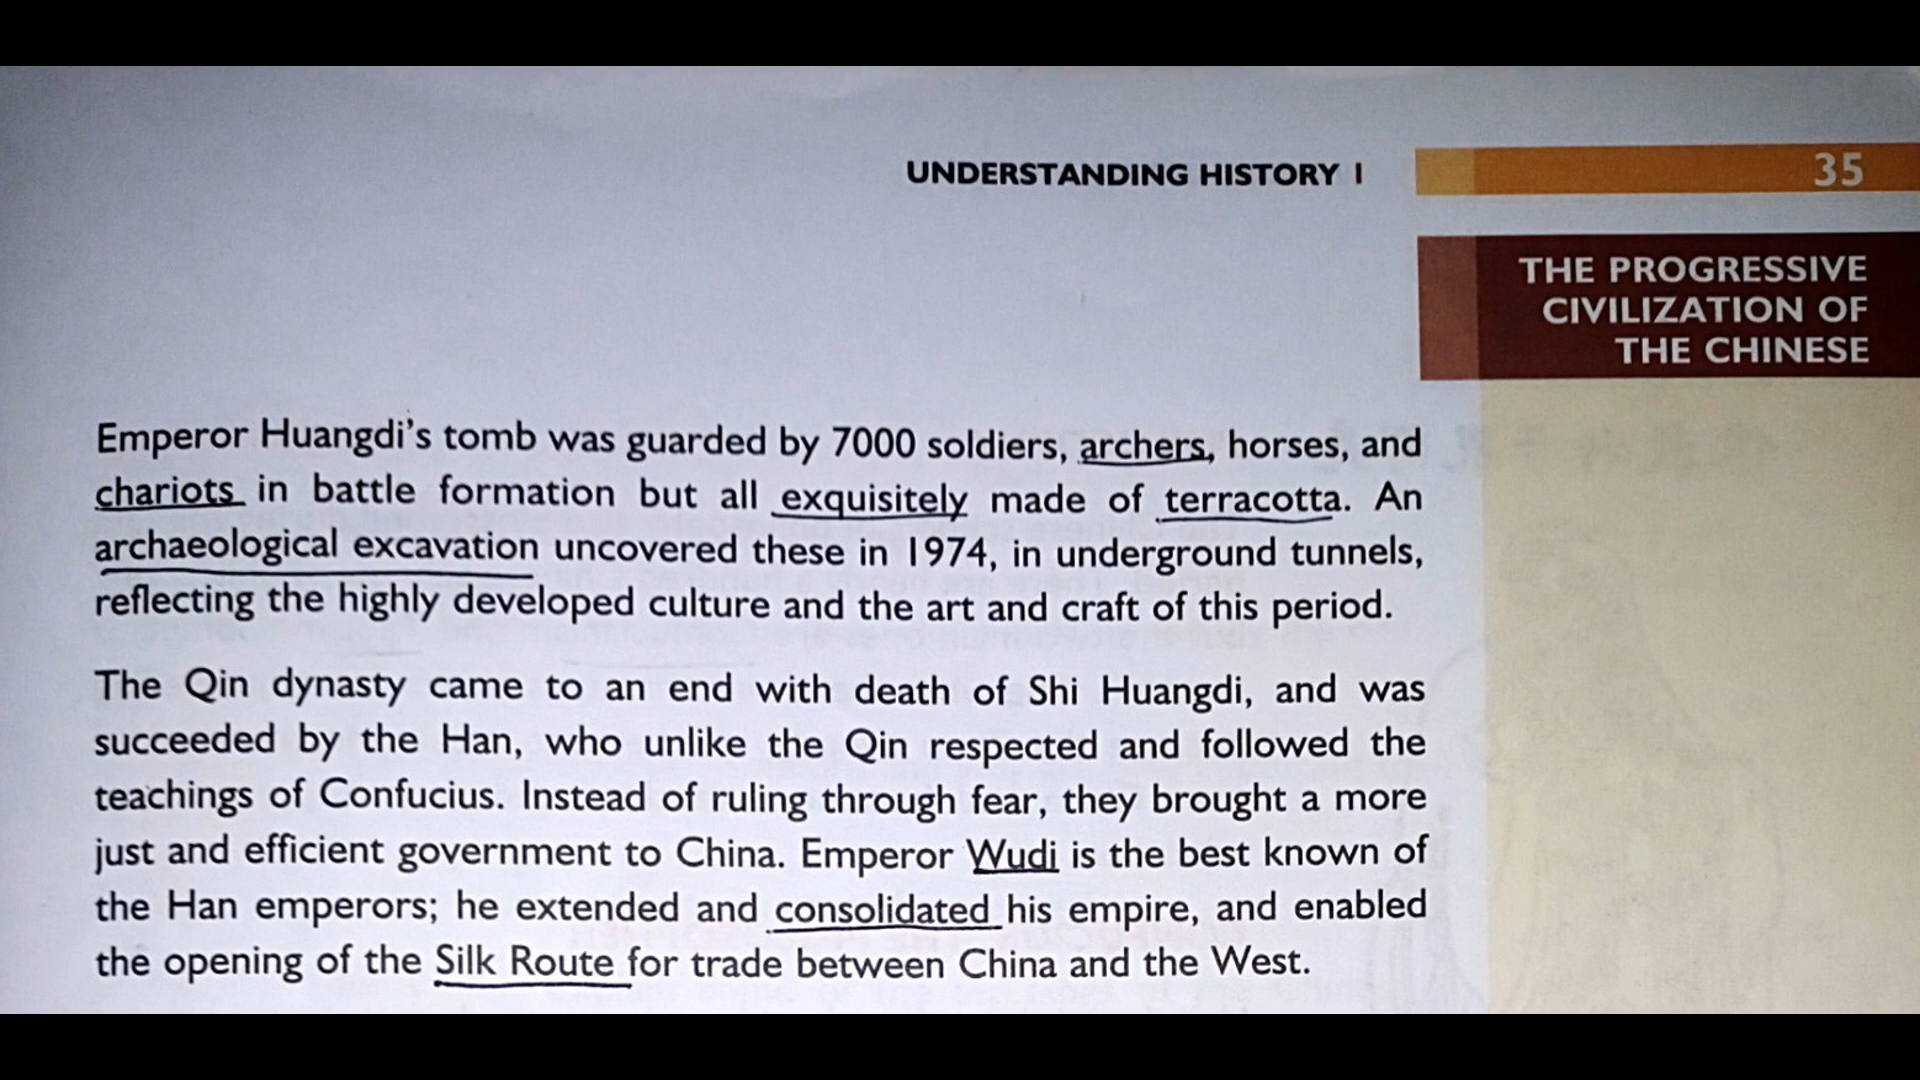 UNDERSTANDING HISTORY 1
35
THE PROGRESSIVE
CIVILIZATION OF
THE CHINESE
Emperor Huangdi's tomb was guarded by 7000 soldiers, archers, horses, and
chariots in battle formation but all exquisitely made of terracotta. An
archaeological excavation uncovered these in 1974, in underground tunnels,
reflecting the highly developed culture and the art and craft of this period.
The Qin dynasty came to an end with death of Shi Huangdi, and was
succeeded by the Han, who unlike the Qin respected and followed the
teachings of Confucius. Instead of ruling through fear, they brought a more
just and efficient government to China. Emperor Wudi is the best known of
the Han emperors; he extended and consolidated his empire, and enabled
the opening of the Silk Route for trade between China and the West.